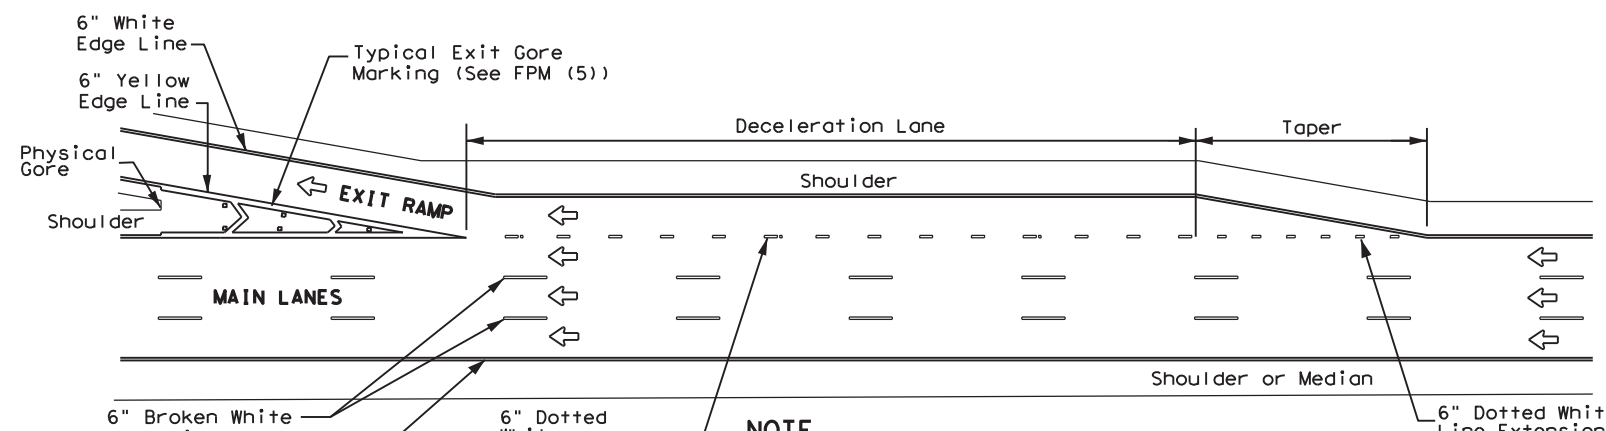 6" White
Edge Line
Typical Exit Gore
Marking (See FPM (5))
6" Yellow
Edge Line
Deceleration Lane
Taper
Physical
Gore
Shoulder
EXIT RAMP
Shoulder
MAIN LANES
Shoulder or Median
6" Broken White
6" Dotted
NOTE
6" Dotted Whit
Line Extension